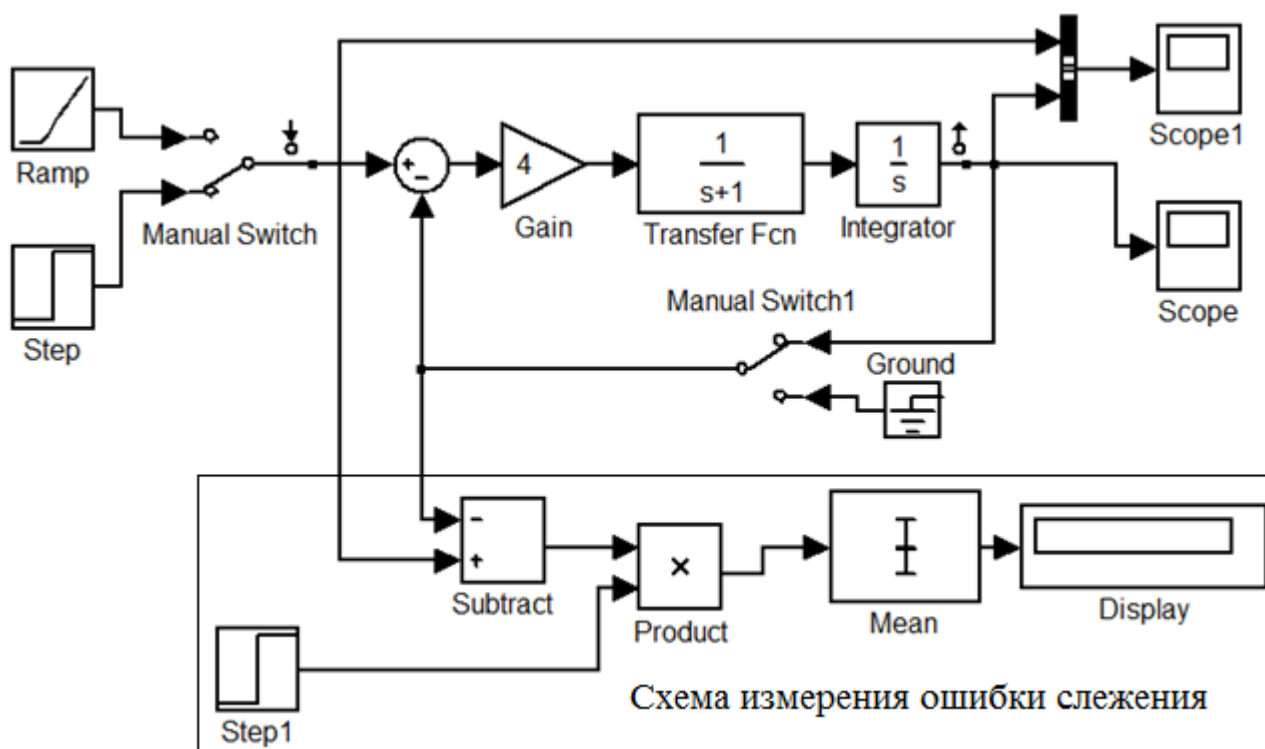 Ramp
Step
Manual Switch
+
−
4
Gain
1
s+1
Transfer Fcn
1
s
Integrator
Scope1
Scope
Manual Switch1
Ground
-
+
Subtract
×
Product
Mean
Display
Step1
Схема измерения ошибки слежения